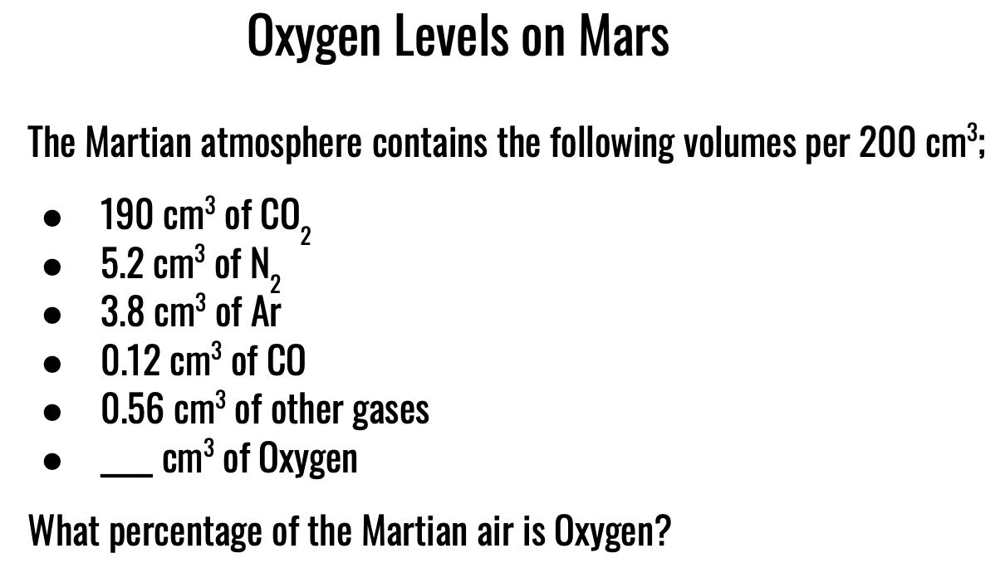 Oxygen Levels on Mars
The Martian atmosphere contains the following volumes per 200 cm³;
● 190 cm³ of CO₂
● 5.2 cm³ of N₂
● 3.8 cm³ of Ar
● 0.12 cm³ of CO
● 0.56 cm³ of other gases
● ___ cm³ of Oxygen
What percentage of the Martian air is Oxygen?